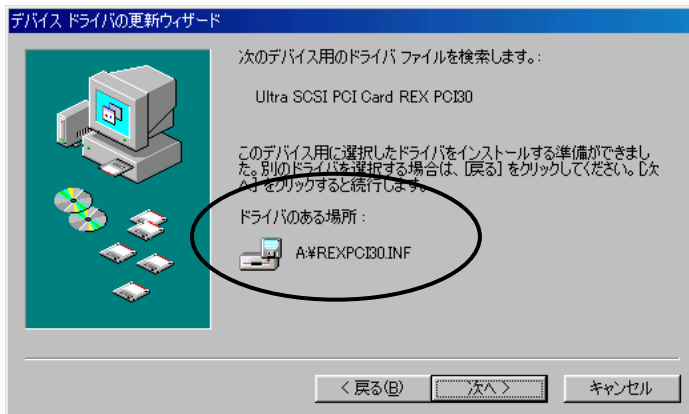 デバイス ドライバの更新ウィザード
次のデバイス用のドライバ ファイルを検索します。:
Ultra SCSI PCI Card REX PCI30
このデバイス用に選択したドライバをインストールする準備ができまし
た。別のドライバを選択する場合は、[戻る] をクリックしてください。[次
へ] をクリックすると続行します。
ドライバのある場所:
A:¥REXPCI30.INF
< 戻る(B)
次へ >
キャンセル